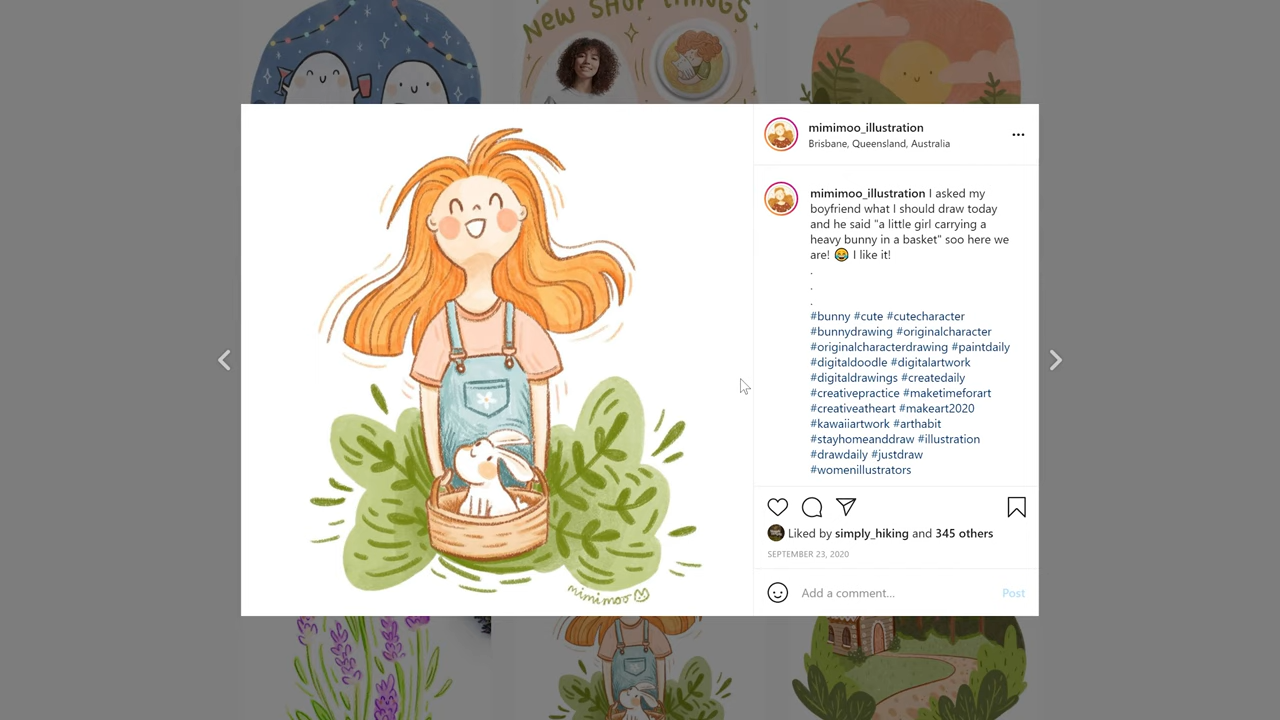 NEW SHOP THINGS
mimimoo_illustration
Brisbane, Queensland, Australia
mimimoo_illustration I asked my
boyfriend what I should draw today
and he said "a little girl carrying a
heavy bunny in a basket" soo here we
are! 😂 I like it!
.
.
.
#bunny #cute #cutecharacter
#bunnydrawing #originalcharacter
#originalcharacterdrawing #paintdaily
#digitaldoodle #digitalartwork
#digitaldrawings #createdaily
#creativepractice #maketimeforart
#creativeatheart #makeart2020
#kawaiiartwork #arthabit
#stayhomeanddraw #illustration
#drawdaily #justdraw
#womenillustrators
Liked by simply_hiking and 345 others
SEPTEMBER 23, 2020
Add a comment...
Post
mimimoo